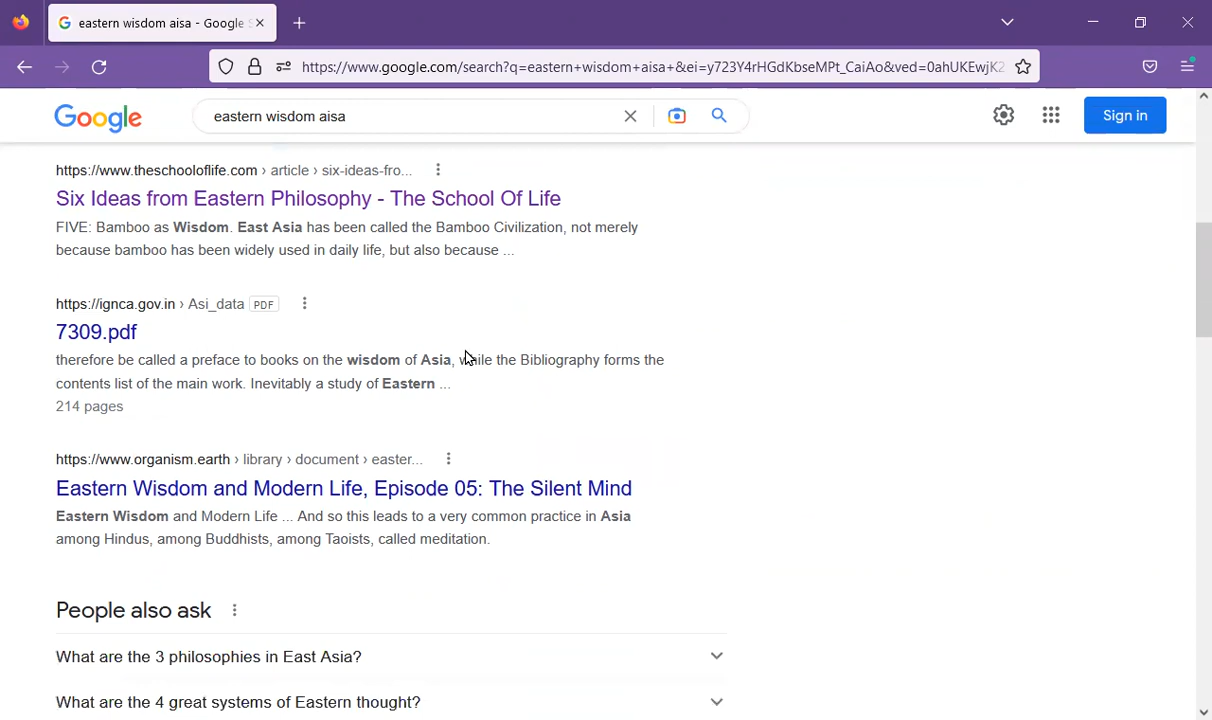 eastern wisdom aisa - Google S
https://www.google.com/search?q=eastern+wisdom+aisa+&ei=y723Y4rHGdKbseMPt_CaiAo&ved=0ahUKEwjK2
Google
eastern wisdom aisa
Sign in
https://www.theschooloflife.com › article › six-ideas-fro...
Six Ideas from Eastern Philosophy - The School Of Life
FIVE: Bamboo as Wisdom. East Asia has been called the Bamboo Civilization, not merely
because bamboo has been widely used in daily life, but also because ...
https://ignca.gov.in › Asi_data PDF
7309.pdf
therefore be called a preface to books on the wisdom of Asia, while the Bibliography forms the
contents list of the main work. Inevitably a study of Eastern ...
214 pages
https://www.organism.earth › library › document › easter...
Eastern Wisdom and Modern Life, Episode 05: The Silent Mind
Eastern Wisdom and Modern Life ... And so this leads to a very common practice in Asia
among Hindus, among Buddhists, among Taoists, called meditation.
People also ask
What are the 3 philosophies in East Asia?
What are the 4 great systems of Eastern thought?